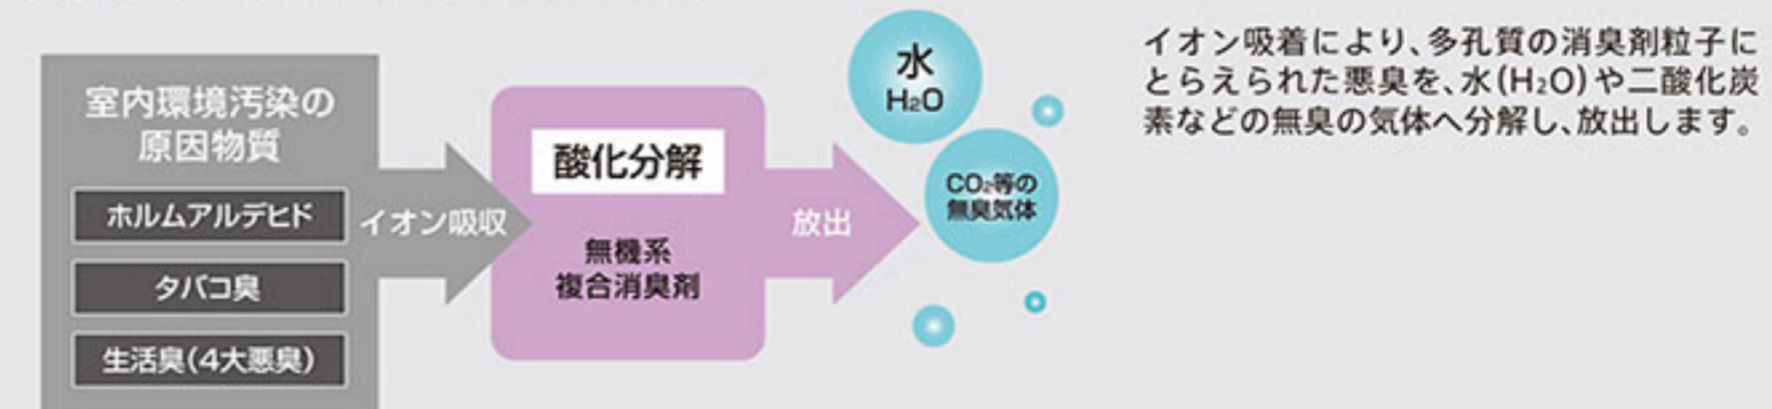 室内環境汚染の
原因物質
ホルムアルデヒド
タバコ臭
生活臭(4大悪臭)
イオン吸収
酸化分解
無機系
複合消臭剤
放出
水
H₂O
CO₂等の
無臭気体
イオン吸着により、多孔質の消臭剤粒子に
とらえられた悪臭を、水(H₂O)や二酸化炭
素などの無臭の気体へ分解し、放出します。